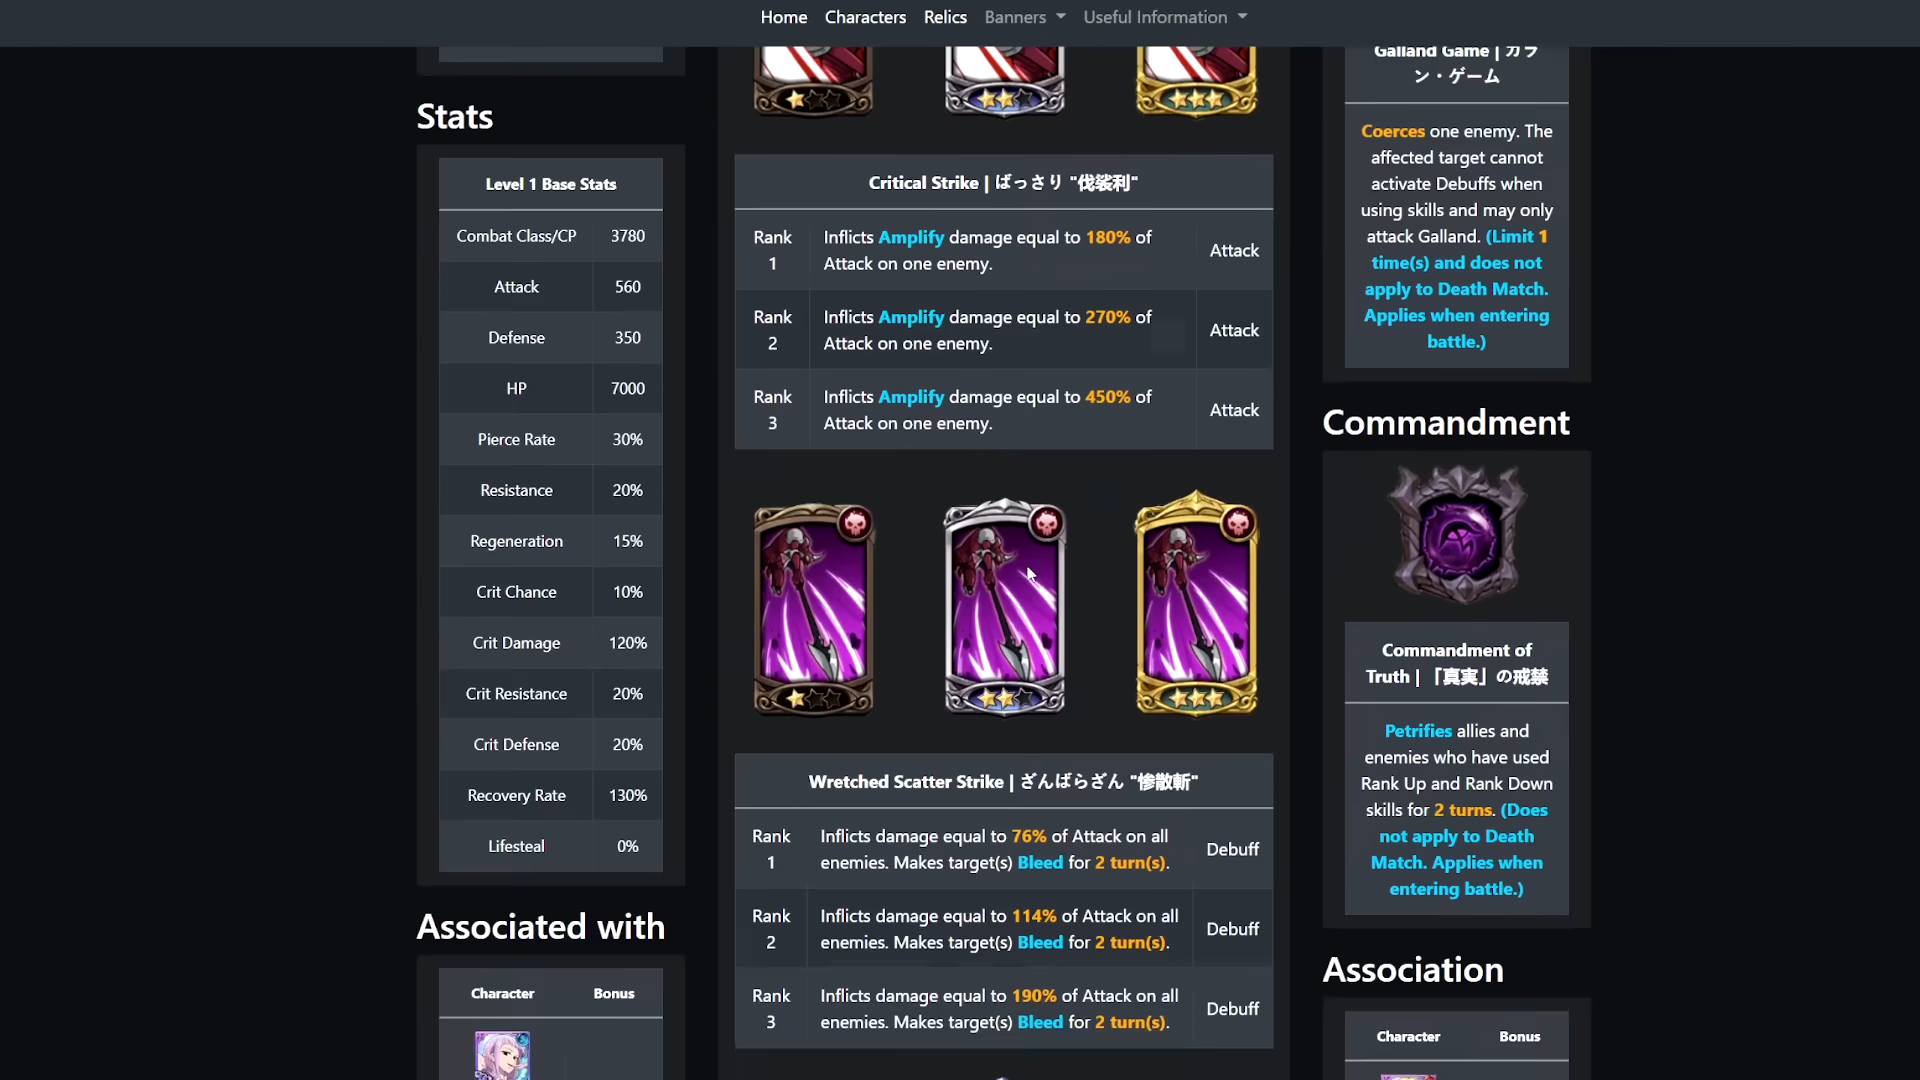 Home Characters Relics Banners Useful Information
Stats
Level 1 Base Stats
Combat Class/CP 3780
Attack 560
Defense 350
HP 7000
Pierce Rate 30%
Resistance 20%
Regeneration 15%
Crit Chance 10%
Crit Damage 120%
Crit Resistance 20%
Crit Defense 20%
Recovery Rate 130%
Lifesteal 0%
Associated with
Character Bonus
Critical Strike | ばっさり "伐裟利"
Rank
1
Inflicts Amplify damage equal to 180% of
Attack on one enemy.
Attack
Rank
2
Inflicts Amplify damage equal to 270% of
Attack on one enemy.
Attack
Rank
3
Inflicts Amplify damage equal to 450% of
Attack on one enemy.
Attack
Wretched Scatter Strike | ざんばらざん "惨散斬"
Rank
1
Inflicts damage equal to 76% of Attack on all
enemies. Makes target(s) Bleed for 2 turn(s).
Debuff
Rank
2
Inflicts damage equal to 114% of Attack on all
enemies. Makes target(s) Bleed for 2 turn(s).
Debuff
Rank
3
Inflicts damage equal to 190% of Attack on all
enemies. Makes target(s) Bleed for 2 turn(s).
Debuff
Galland Game | ガラ
ン・ゲーム
Coerces one enemy. The
affected target cannot
activate Debuffs when
using skills and may only
attack Galland. (Limit 1
time(s) and does not
apply to Death Match.
Applies when entering
battle.)
Commandment
Commandment of
Truth | 「真実」の戒禁
Petrifies allies and
enemies who have used
Rank Up and Rank Down
skills for 2 turns. (Does
not apply to Death
Match. Applies when
entering battle.)
Association
Character Bonus